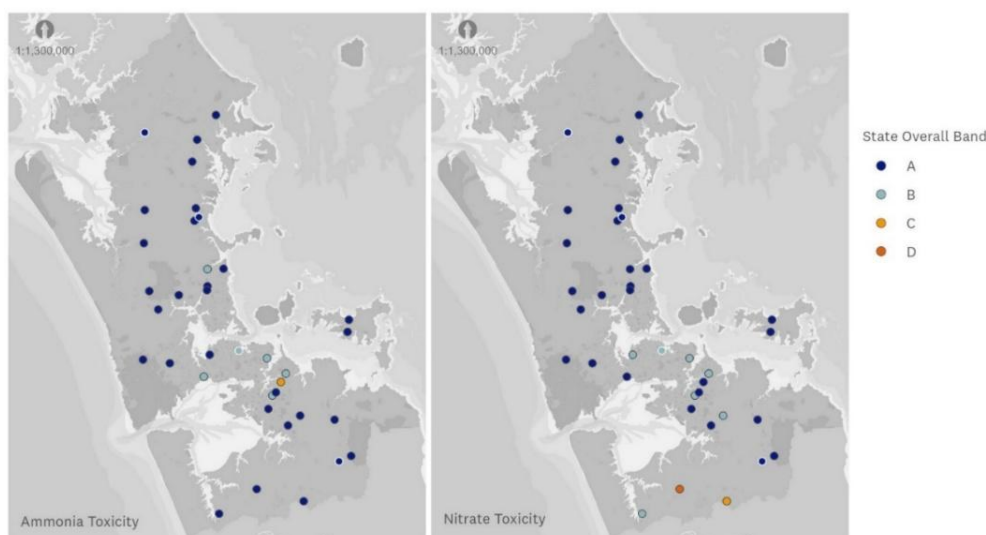 1:1,300,000
1:1,300,000
State Overall Band
A
B
C
D
Ammonia Toxicity
Nitrate Toxicity